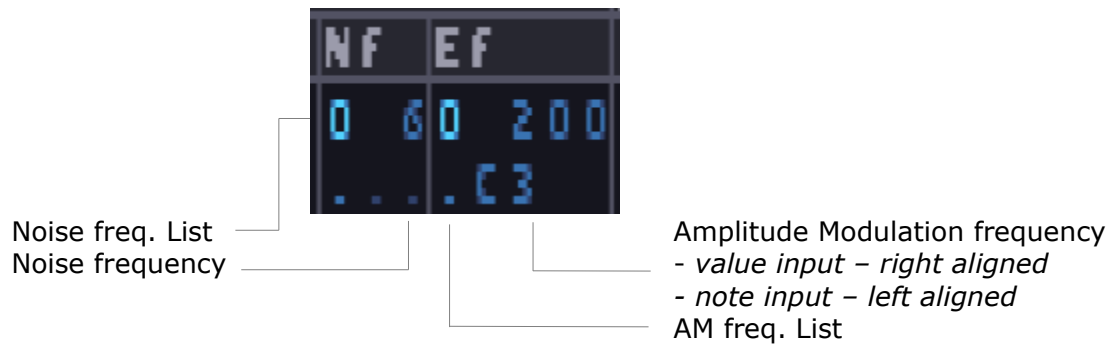 Nf Ef
0 6 0 200
. . . . C3
Noise freq. List
Noise frequency
Amplitude Modulation frequency
- value input – right aligned
- note input – left aligned
AM freq. List